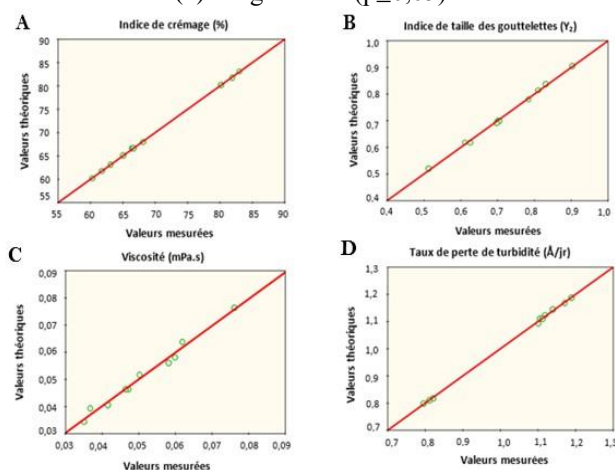 (p≤0,05)
A
Indice de crémage (%)
Valeurs théoriques
90
85
80
75
70
65
60
55
55 60 65 70 75 80 85 90
Valeurs mesurées
B
Indice de taille des gouttelettes (Y₂)
Valeurs théoriques
1,0
0,9
0,8
0,7
0,6
0,5
0,4
0,4 0,5 0,6 0,7 0,8 0,9 1,0
Valeurs mesurées
C
Viscosité (mPa.s)
Valeurs théoriques
0,09
0,08
0,07
0,06
0,05
0,04
0,03
0,03 0,04 0,05 0,06 0,07 0,08 0,09
Valeurs mesurées
D
Taux de perte de turbidité (Å/jr)
Valeurs théoriques
1,3
1,2
1,1
1,0
0,9
0,8
0,7
0,7 0,8 0,9 1,0 1,1 1,2 1,3
Valeurs mesurées